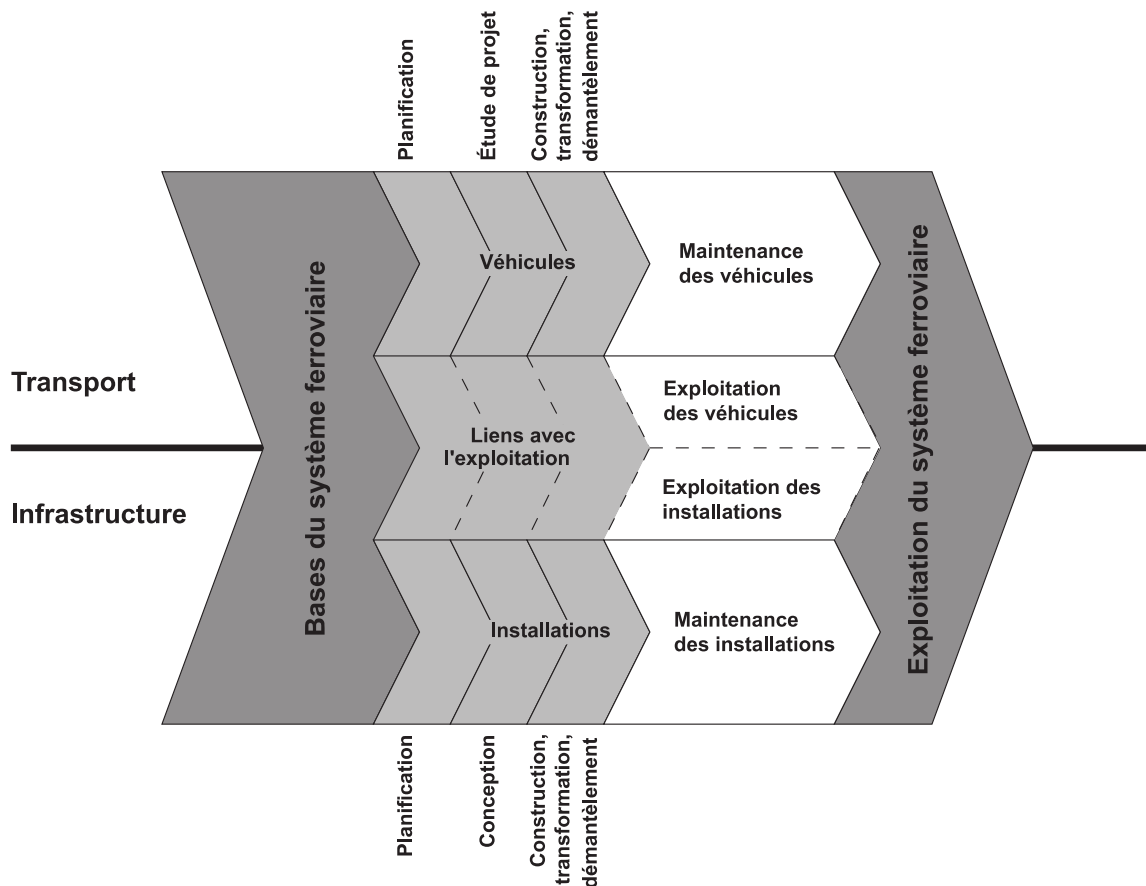 Planification
Étude de projet
Construction,
transformation,
démantèlement
Bases du système ferroviaire
Véhicules
Maintenance
des véhicules
Exploitation du système ferroviaire
Transport
Exploitation
des véhicules
Liens avec
l'exploitation
Infrastructure
Exploitation des
installations
Installations
Maintenance
des installations
Planification
Conception
Construction,
transformation,
démantèlement